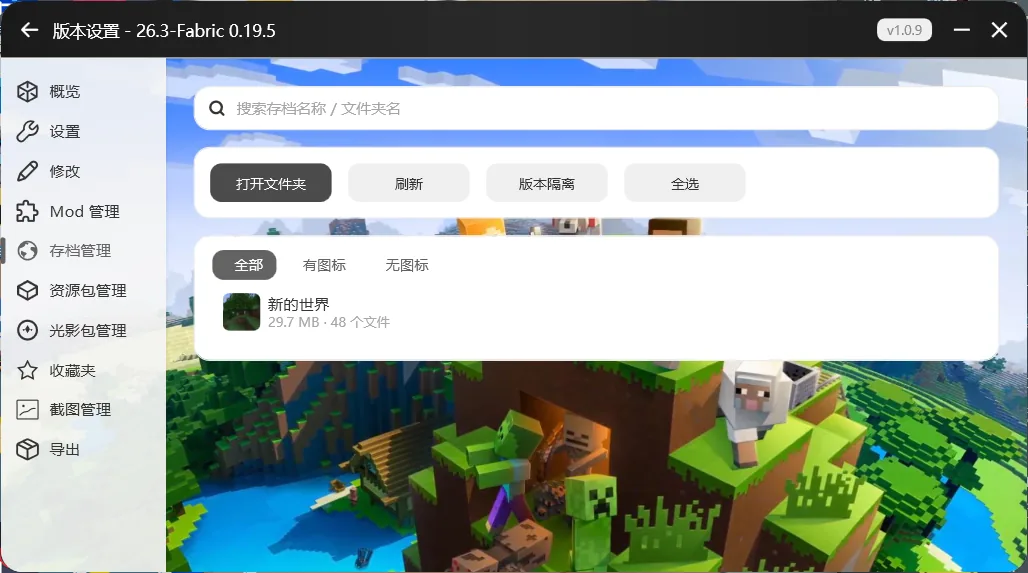 版本设置 - 26.3-Fabric 0.19.5
v1.0.9
概览
设置
修改
Mod 管理
存档管理
资源包管理
光影包管理
收藏夹
截图管理
导出
搜索存档名称 / 文件夹名
打开文件夹 刷新 版本隔离 全选
全部 有图标 无图标
新的世界
29.7 MB · 48 个文件